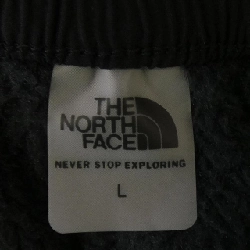 THE
NORTH
FACE
NEVER STOP EXPLORING
L